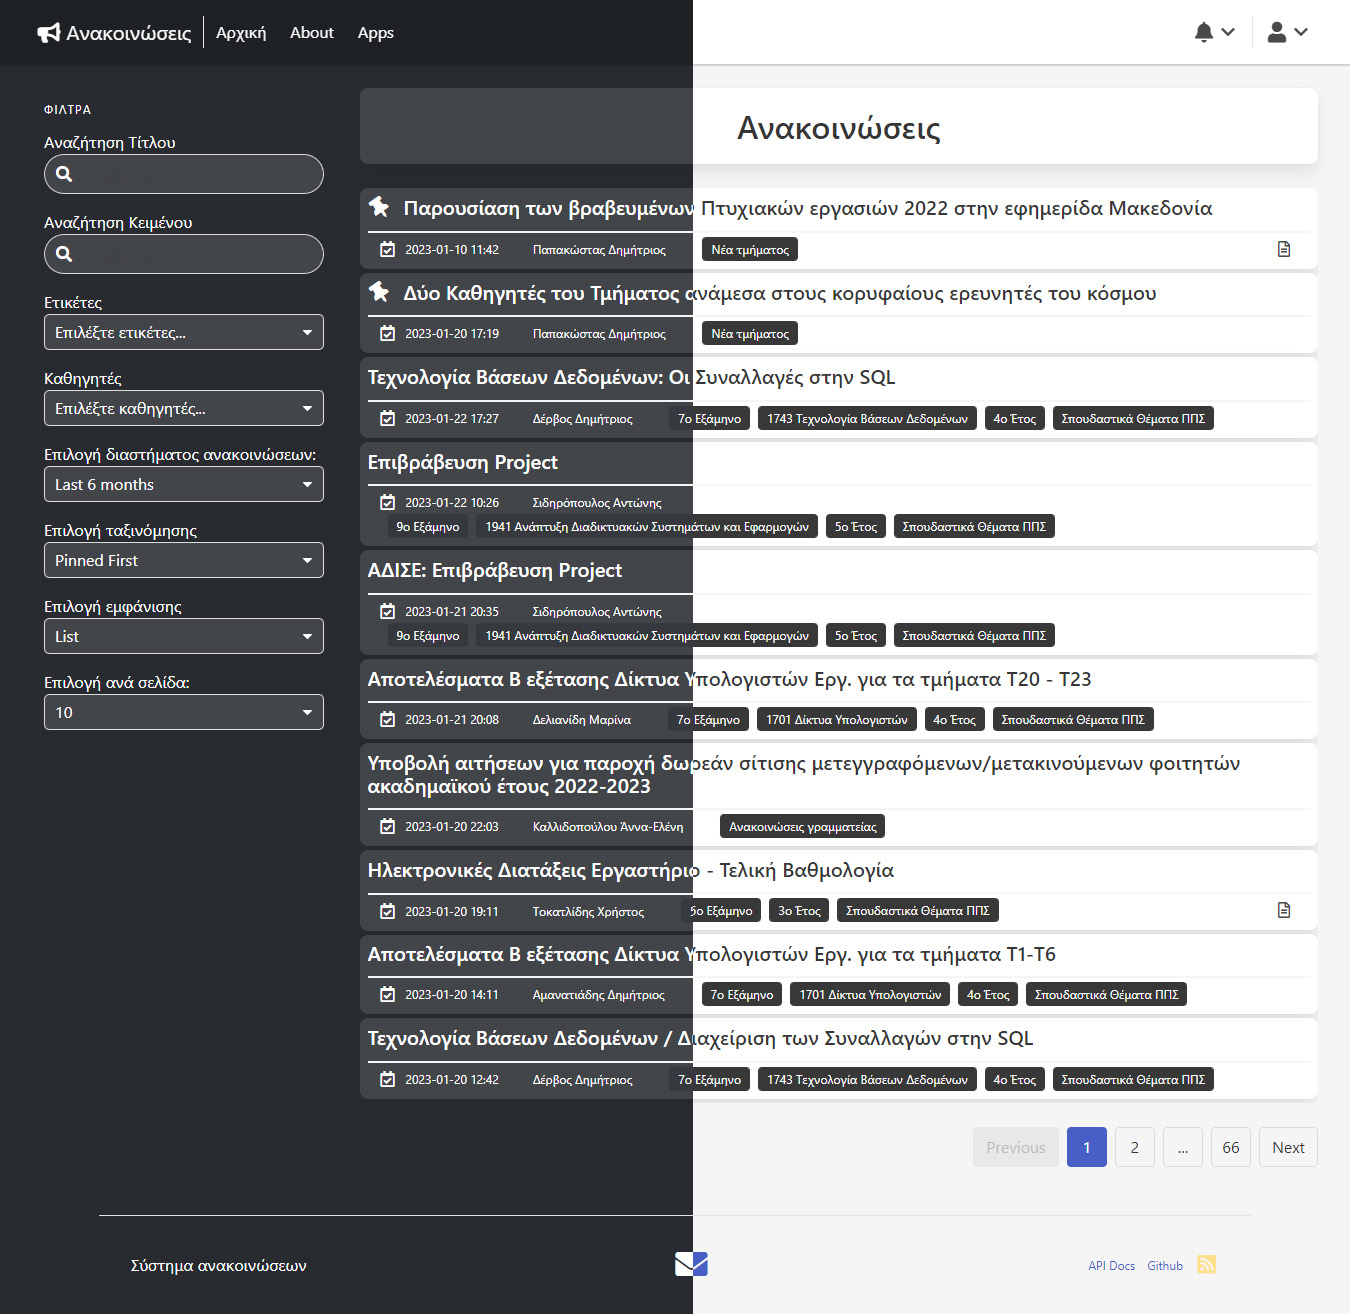 Ανακοινώσεις Αρχική About Apps
ΦΙΛΤΡΑ
Αναζήτηση Τίτλου
Αναζήτηση Κειμένου
Ετικέτες
Επιλέξτε ετικέτες...
Καθηγητές
Επιλέξτε καθηγητές...
Επιλογή διαστήματος ανακοινώσεων:
Last 6 months
Επιλογή ταξινόμησης
Pinned First
Επιλογή εμφάνισης
List
Επιλογή ανά σελίδα:
10
Ανακοινώσεις
Παρουσίαση των βραβευμένων Πτυχιακών εργασιών 2022 στην εφημερίδα Μακεδονία
2023-01-10 11:42 Παπακώστας Δημήτριος Νέα τμήματος
Δύο Καθηγητές του Τμήματος ανάμεσα στους κορυφαίους ερευνητές του κόσμου
2023-01-20 17:19 Παπακώστας Δημήτριος Νέα τμήματος
Τεχνολογία Βάσεων Δεδομένων: Οι Συναλλαγές στην SQL
2023-01-22 17:27 Δέρβος Δημήτριος 7ο Εξάμηνο 1743 Τεχνολογία Βάσεων Δεδομένων 4ο Έτος Σπουδαστικά Θέματα ΠΠΣ
Επιβράβευση Project
2023-01-22 10:26 Σιδηρόπουλος Αντώνης
9ο Εξάμηνο 1941 Ανάπτυξη Διαδικτυακών Συστημάτων και Εφαρμογών 5ο Έτος Σπουδαστικά Θέματα ΠΠΣ
ΑΔΙΣΕ: Επιβράβευση Project
2023-01-21 20:35 Σιδηρόπουλος Αντώνης
9ο Εξάμηνο 1941 Ανάπτυξη Διαδικτυακών Συστημάτων και Εφαρμογών 5ο Έτος Σπουδαστικά Θέματα ΠΠΣ
Αποτελέσματα Β εξέτασης Δίκτυα Υπολογιστών Εργ. για τα τμήματα Τ20 - Τ23
2023-01-21 20:08 Δελιανίδη Μαρίνα 7ο Εξάμηνο 1701 Δίκτυα Υπολογιστών 4ο Έτος Σπουδαστικά Θέματα ΠΠΣ
Υποβολή αιτήσεων για παροχή δωρεάν σίτισης μετεγγραφόμενων/μετακινούμενων φοιτητών
ακαδημαϊκού έτους 2022-2023
2023-01-20 22:03 Καλλιδοπούλου Άννα-Ελένη Ανακοινώσεις γραμματείας
Ηλεκτρονικές Διατάξεις Εργαστήριο - Τελική Βαθμολογία
2023-01-20 19:11 Τοκατλίδης Χρήστος Εξάμηνο 3ο Έτος Σπουδαστικά Θέματα ΠΠΣ
Αποτελέσματα Β εξέτασης Δίκτυα Υπολογιστών Εργ. για τα τμήματα Τ1-Τ6
2023-01-20 14:11 Αμανατιάδης Δημήτριος 7ο Εξάμηνο 1701 Δίκτυα Υπολογιστών 4ο Έτος Σπουδαστικά Θέματα ΠΠΣ
Τεχνολογία Βάσεων Δεδομένων / Διαχείριση των Συναλλαγών στην SQL
2023-01-20 12:42 Δέρβος Δημήτριος 7ο Εξάμηνο 1743 Τεχνολογία Βάσεων Δεδομένων 4ο Έτος Σπουδαστικά Θέματα ΠΠΣ
Previous 1 2 ... 66 Next
Σύστημα ανακοινώσεων API Docs Github